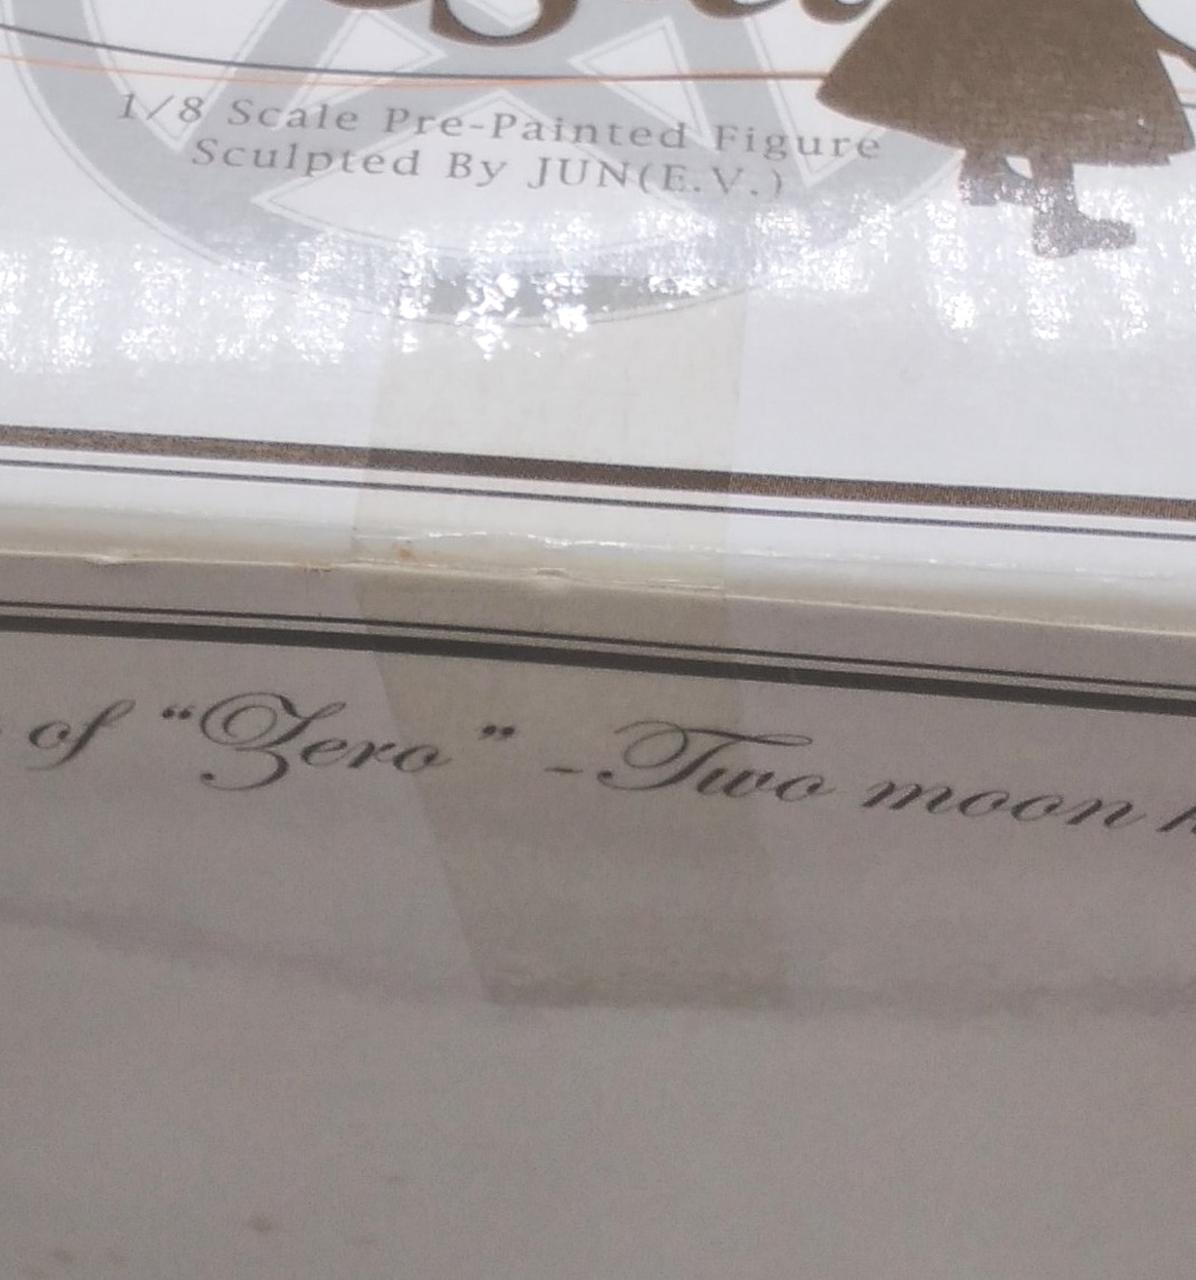 1/8 Scale Pre-Painted Figure
Sculpted By JUN(E.V.)
of “Zero” -Two moon